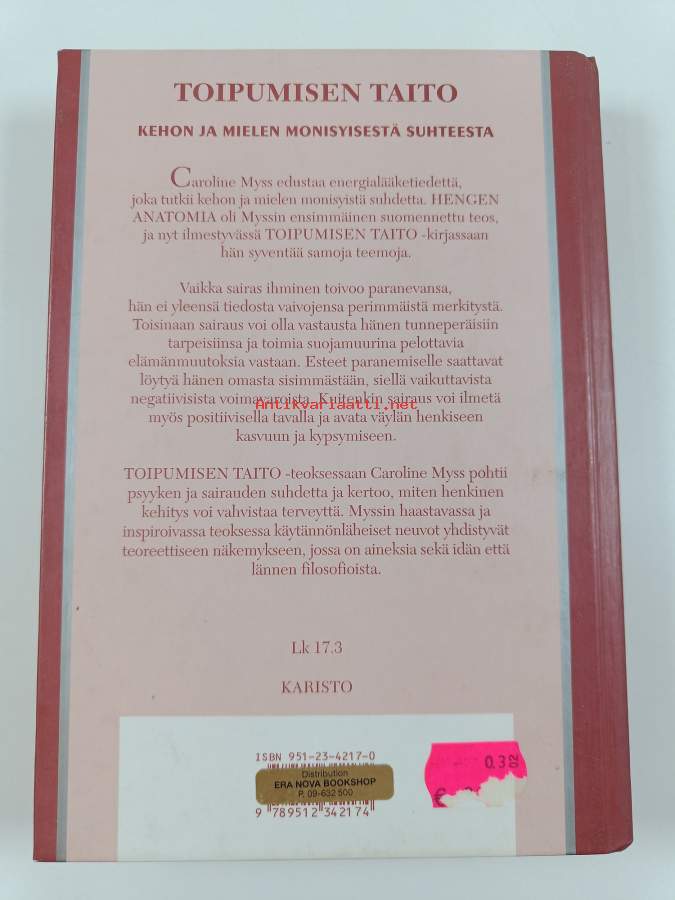 TOIPUMISEN TAITO
KEHON JA MIELEN MONISYISESTÄ SUHTEESTA
Caroline Myss edustaa energialääketiedettä,
joka tutkii kehon ja mielen monisyistä suhdetta. HENGEN
ANATOMIA oli Myssin ensimmäinen suomennettu teos,
ja nyt ilmestyvässä TOIPUMISEN TAITO -kirjassaan
hän syventää samoja teemoja.
Vaikka sairas ihminen toivoo paranevansa,
hän ei yleensä tiedosta vaivojensa perimmäistä merkitystä.
Toisinaan sairaus voi olla vastausta hänen tunneperäisiin
tarpeisiinsa ja toimia suojamuurina pelottavia
elämänmuutoksia vastaan. Esteet paranemiselle saattavat
löytyä hänen omasta sisimmästään, siellä vaikuttavista
negatiivisista voimavaroista. Kuitenkin sairaus voi ilmetä
Antikvariaatti.net
myös positiivisella tavalla ja avata väylän henkiseen
kasvuun ja kypsymiseen.
TOIPUMISEN TAITO -teoksessaan Caroline Myss pohtii
psyyken ja sairauden suhdetta ja kertoo, miten henkinen
kehitys voi vahvistaa terveyttä. Myssin haastavassa ja
inspiroivassa teoksessa käytännönläheiset neuvot yhdistyvät
teoreettiseen näkemykseen, jossa on aineksia sekä idän että
lännen filosofioista.
Lk 17.3
KARISTO
ISBN 951-23-4217-0
Distribution
ERA NOVA BOOKSHOP
P. 09-632 500
9 789512 342174
0.3 02
€